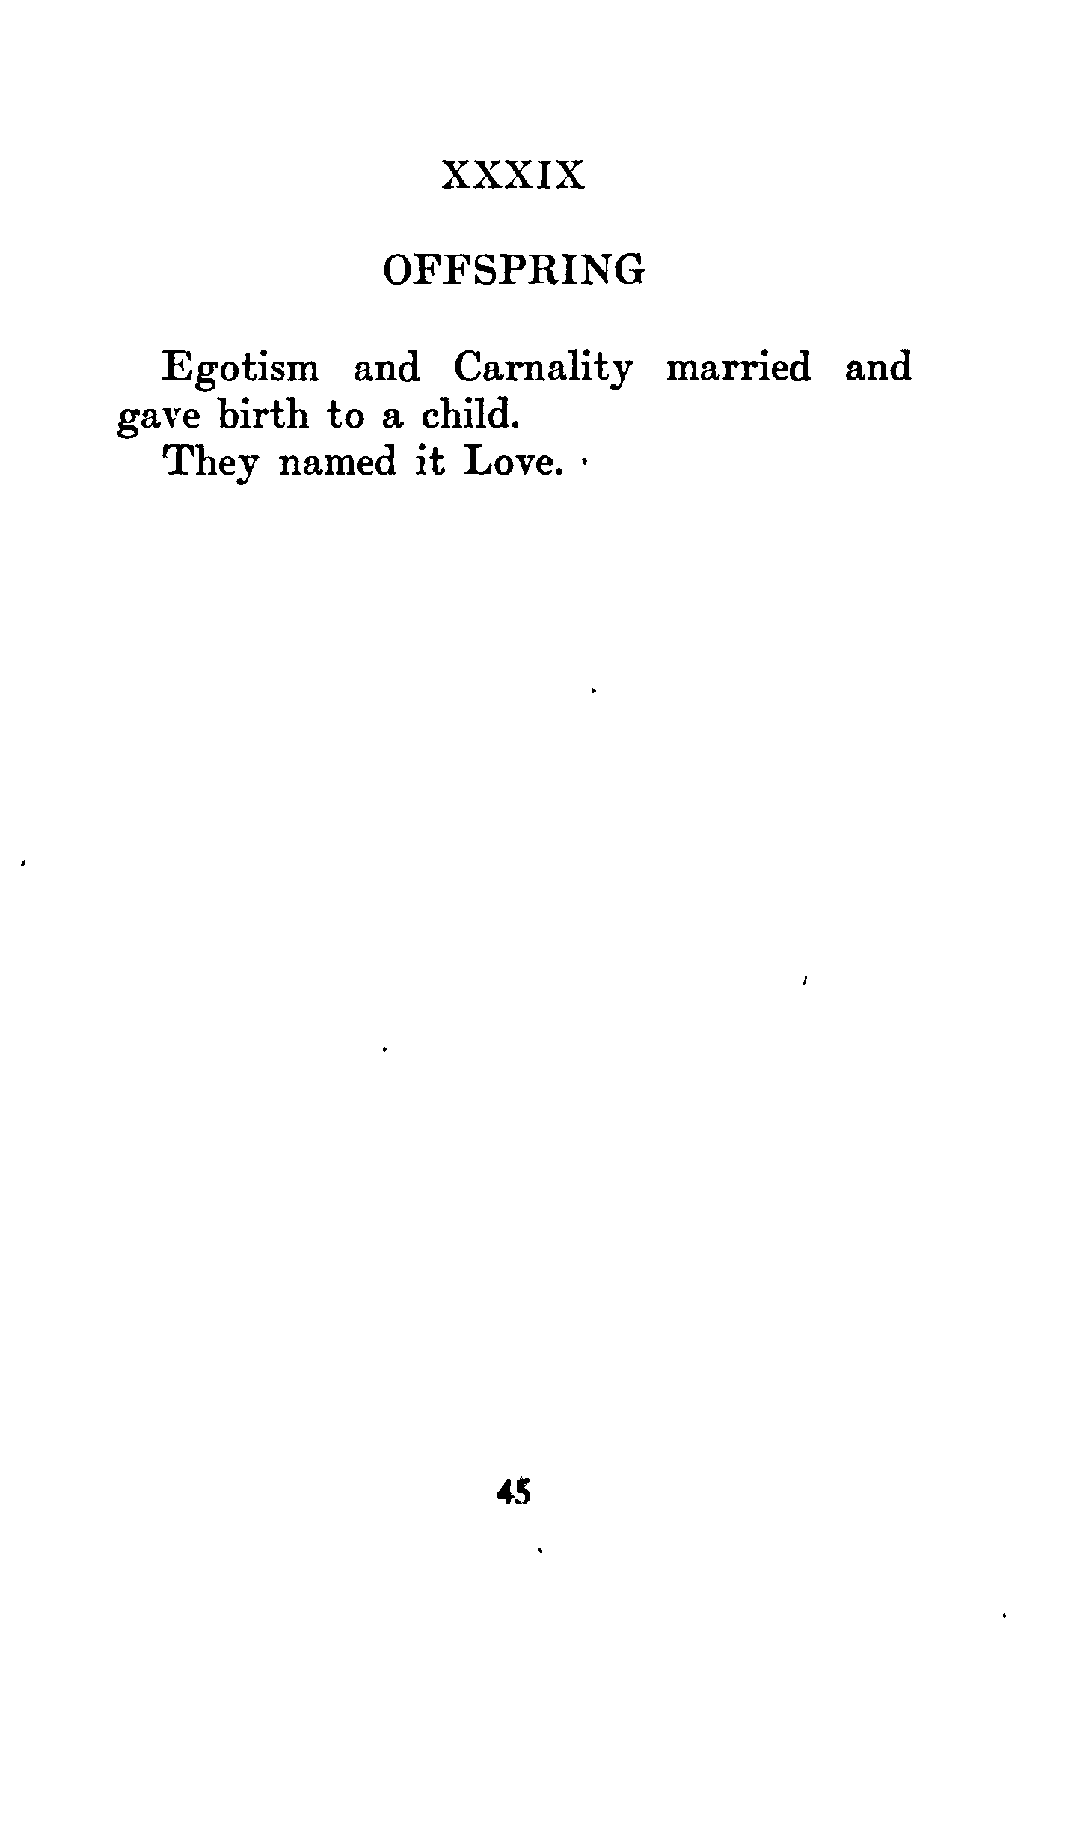 XXXIX
OFFSPRING
Egotism and Carnality married and
gave birth to a child.
They named it Love.
45